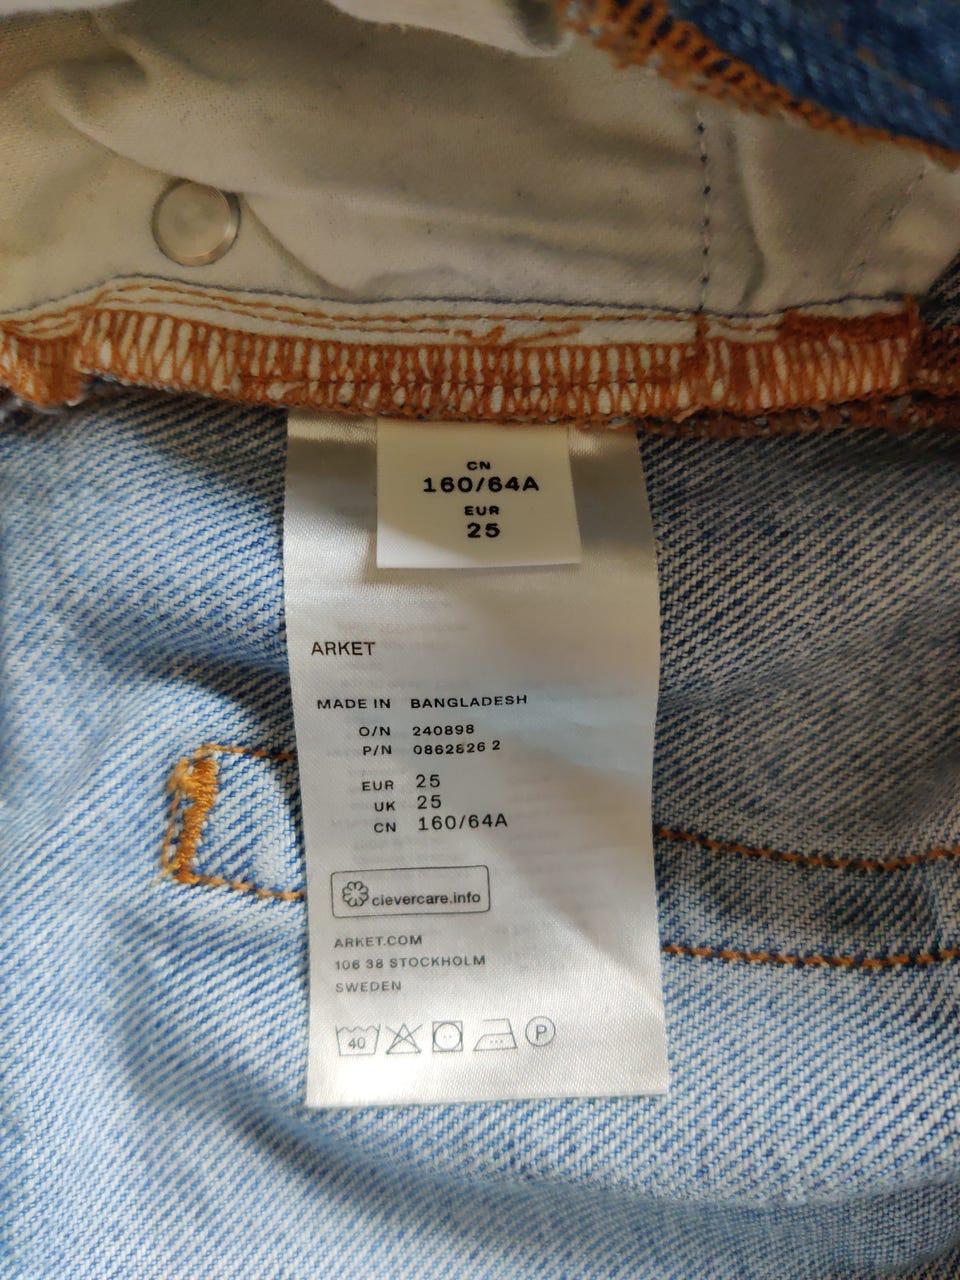 CN
160/64A
EUR
25
ARKET
MADE IN BANGLADESH
O/N 240898
P/N 0862826 2
EUR 25
UK 25
CN 160/64A
clevercare.info
ARKET.COM
106 38 STOCKHOLM
SWEDEN
40 P